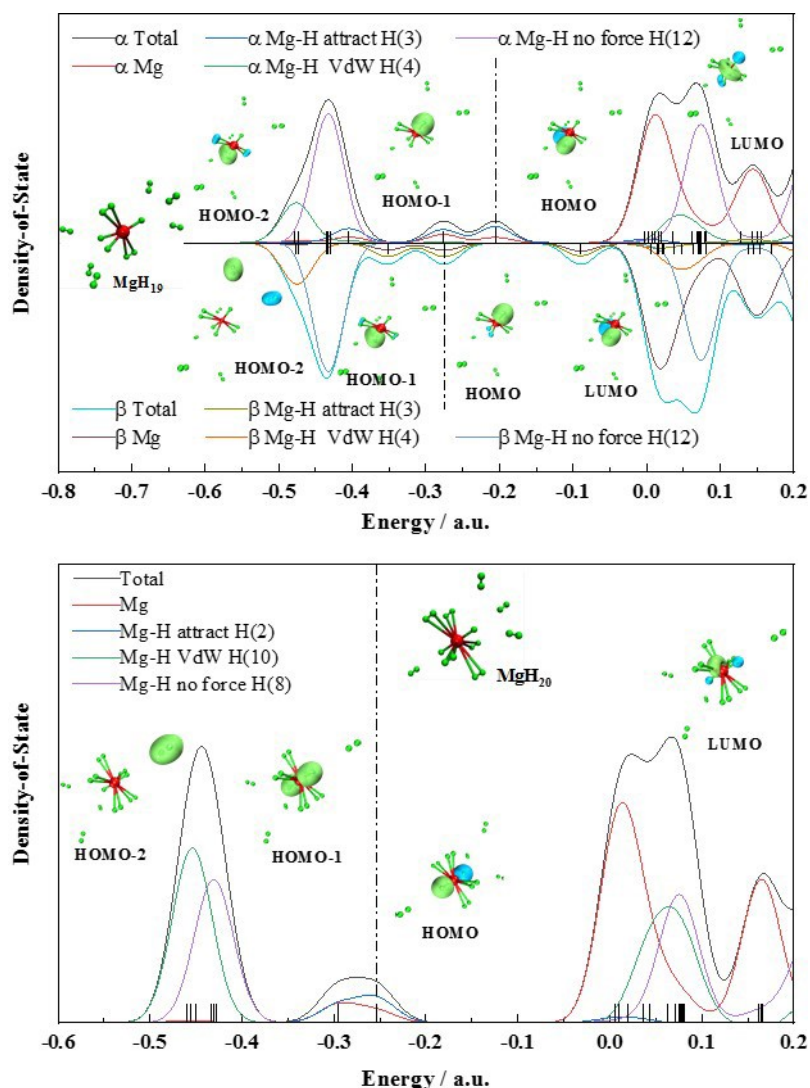 α Total α Mg-H attract H(3) α Mg-H no force H(12)
α Mg α Mg-H VdW H(4)
LUMO
HOMO-2 HOMO-1 HOMO
MgH19
HOMO-2 HOMO-1 HOMO LUMO
β Total β Mg-H attract H(3)
β Mg β Mg-H VdW H(4) β Mg-H no force H(12)
Density-of-State
-0.8 -0.7 -0.6 -0.5 -0.4 -0.3 -0.2 -0.1 0.0 0.1 0.2
Energy / a.u.
Total
Mg
Mg-H attract H(2)
Mg-H VdW H(10)
Mg-H no force H(8)
MgH20
LUMO
HOMO-2 HOMO-1
HOMO
Density-of-State
-0.6 -0.5 -0.4 -0.3 -0.2 -0.1 0.0 0.1 0.2
Energy / a.u.